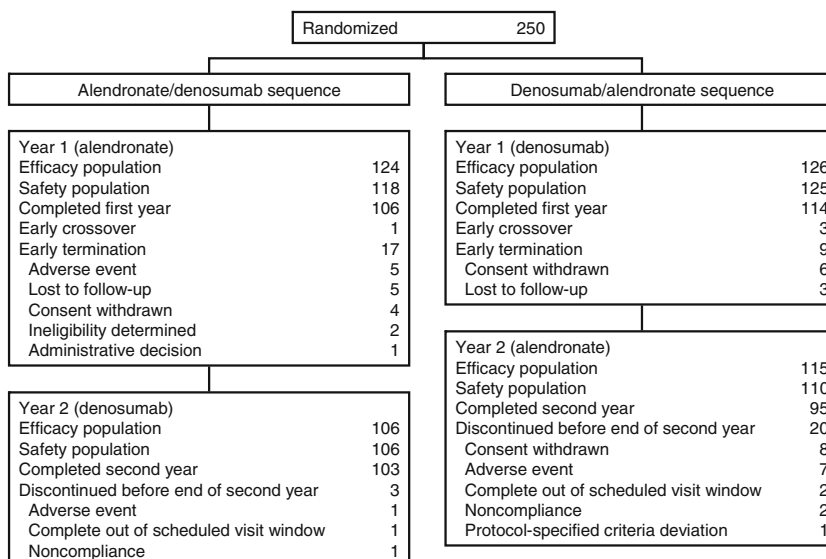 Randomized 250
Alendronate/denosumab sequence
Year 1 (alendronate)
Efficacy population 124
Safety population 118
Completed first year 106
Early crossover 1
Early termination 17
Adverse event 5
Lost to follow-up 5
Consent withdrawn 4
Ineligibility determined 2
Administrative decision 1
Year 2 (denosumab)
Efficacy population 106
Safety population 106
Completed second year 103
Discontinued before end of second year 3
Adverse event 1
Complete out of scheduled visit window 1
Noncompliance 1
Denosumab/alendronate sequence
Year 1 (denosumab)
Efficacy population 126
Safety population 125
Completed first year 114
Early crossover 3
Early termination 9
Consent withdrawn 6
Lost to follow-up 3
Year 2 (alendronate)
Efficacy population 115
Safety population 110
Completed second year 95
Discontinued before end of second year 20
Consent withdrawn 8
Adverse event 7
Complete out of scheduled visit window 2
Noncompliance 2
Protocol-specified criteria deviation 1